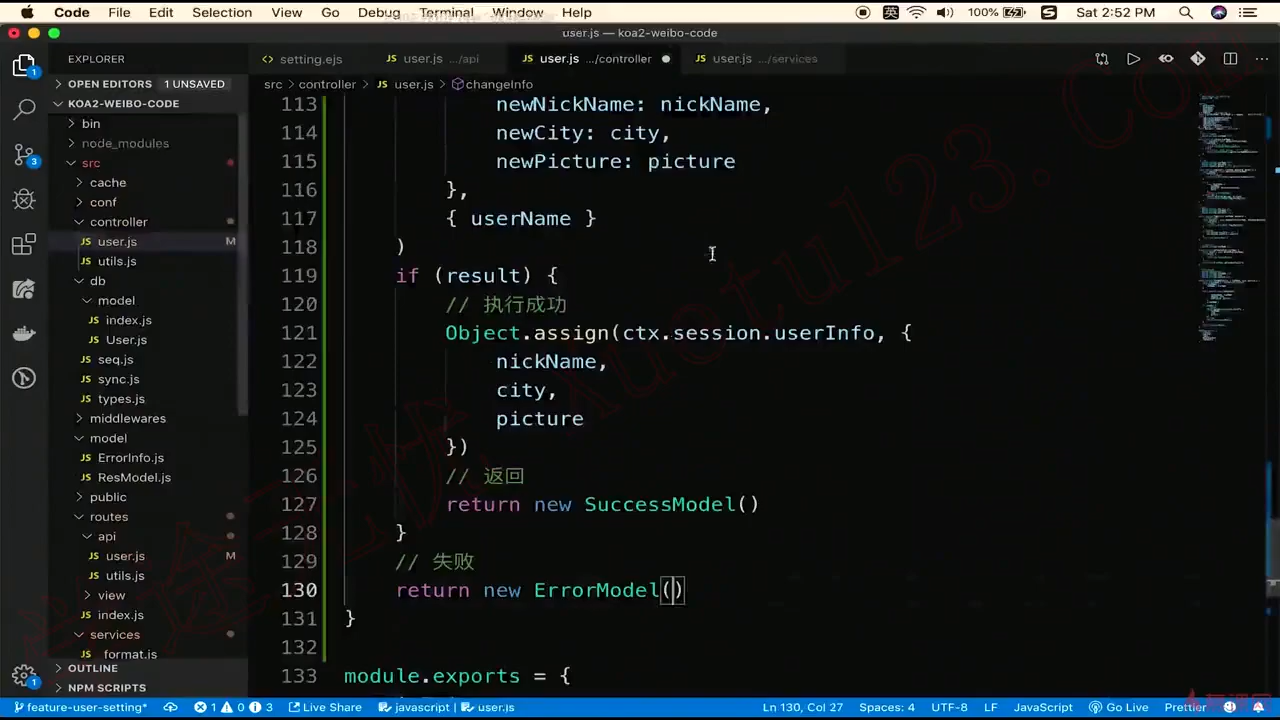 Code File Edit Selection View Go Debug Terminal Window Help 英 100% Sat 2:52 PM
user.js — koa2-weibo-code
EXPLORER
setting.ejs
user.js .../api
user.js .../controller
user.js .../services
OPEN EDITORS 1 UNSAVED
src > controller > user.js > changeInfo
KOA2-WEIBO-CODE
bin
node_modules
src
cache
conf
controller
user.js M
utils.js
db
model
index.js
User.js
seq.js
sync.js
types.js
middlewares
model
ErrorInfo.js
ResModel.js
public
routes
api
user.js M
utils.js
view
index.js
services
format.js
OUTLINE
NPM SCRIPTS
1
3
1
113 newNickName: nickName,
114 newCity: city,
115 newPicture: picture
116 },
117 { userName }
118 )
119 if (result) {
120 // 执行成功
121 Object.assign(ctx.session.userInfo, {
122 nickName,
123 city,
124 picture
125 })
126 // 返回
127 return new SuccessModel()
128 }
129 // 失败
130 return new ErrorModel()
131 }
132
133 module.exports = {
feature-user-setting* 1 0 3 Live Share javascript | user.js Ln 130, Col 27 Spaces: 4 UTF-8 LF JavaScript Go Live Prettier